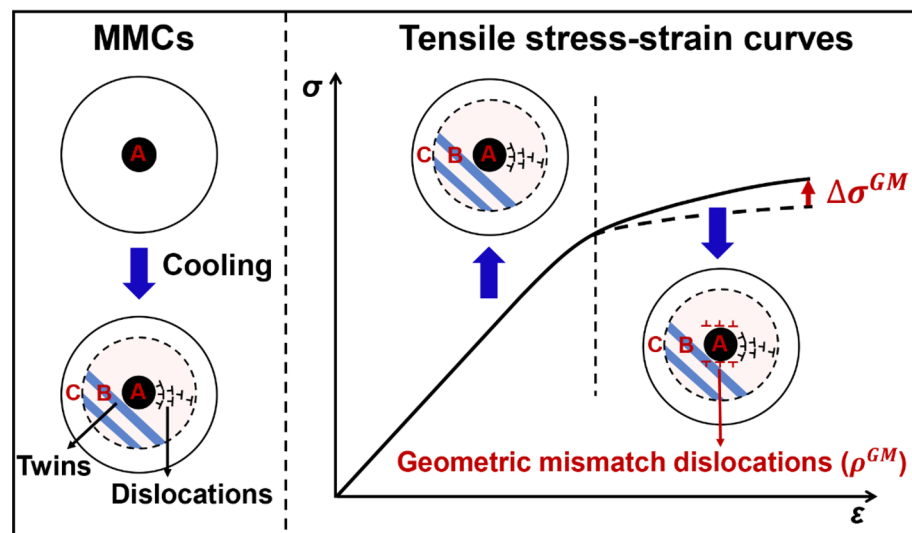 MMCs
A
Cooling
C B A
Twins
Dislocations
Tensile stress-strain curves
σ
C B A
Δσ^GM
C B A
Geometric mismatch dislocations (ρ^GM)
ε